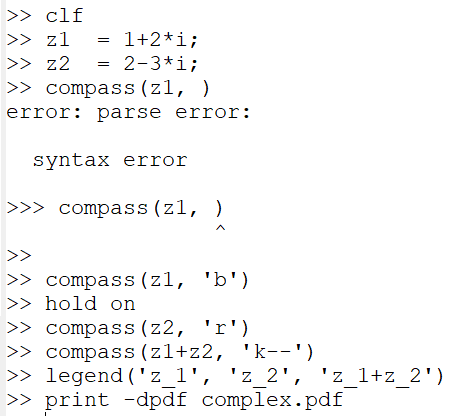 >> clf
>> z1  = 1+2*i;
>> z2  = 2-3*i;
>> compass(z1, )
error: parse error:
  syntax error
>>> compass(z1, )
                ^
>>
>> compass(z1, 'b')
>> hold on
>> compass(z2, 'r')
>> compass(z1+z2, 'k--')
>> legend('z_1', 'z_2', 'z_1+z_2')
>> print -dpdf complex.pdf